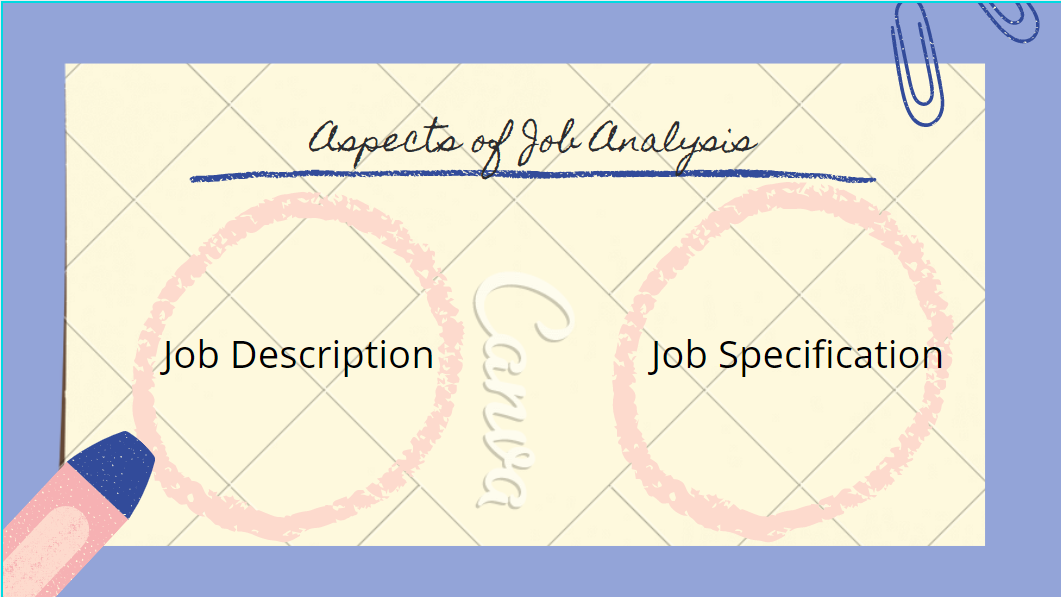 Aspects of Job Analysis
Job Description
Canva
Job Specification